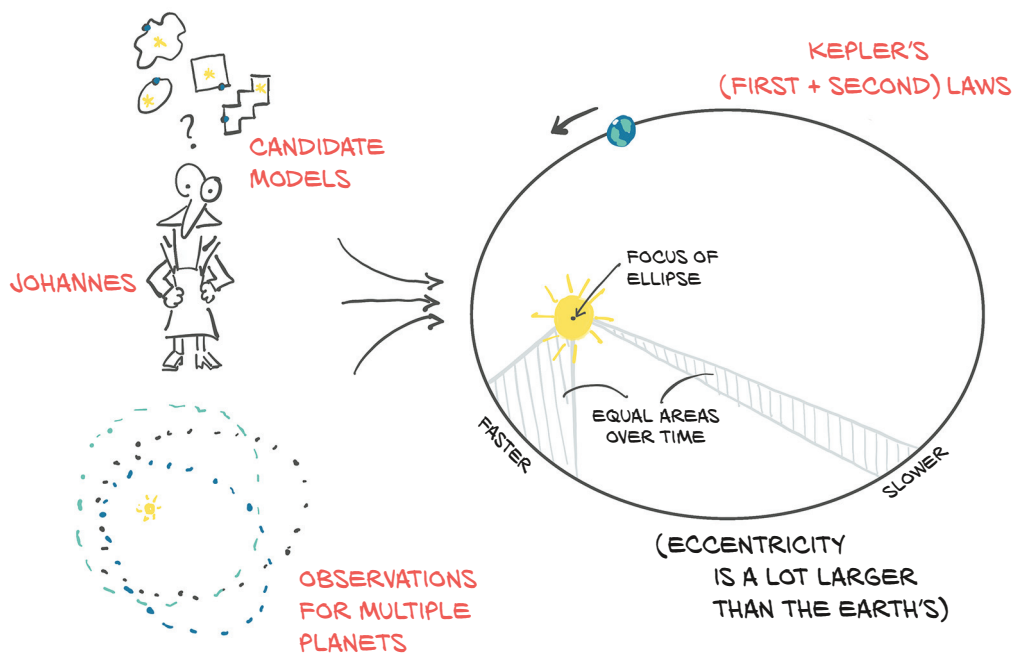 KEPLER'S
(FIRST + SECOND) LAWS
?
CANDIDATE
MODELS
JOHANNES
FOCUS OF
ELLIPSE
EQUAL AREAS
OVER TIME
FASTER
SLOWER
(ECCENTRICITY
IS A LOT LARGER
THAN THE EARTH'S)
OBSERVATIONS
FOR MULTIPLE
PLANETS